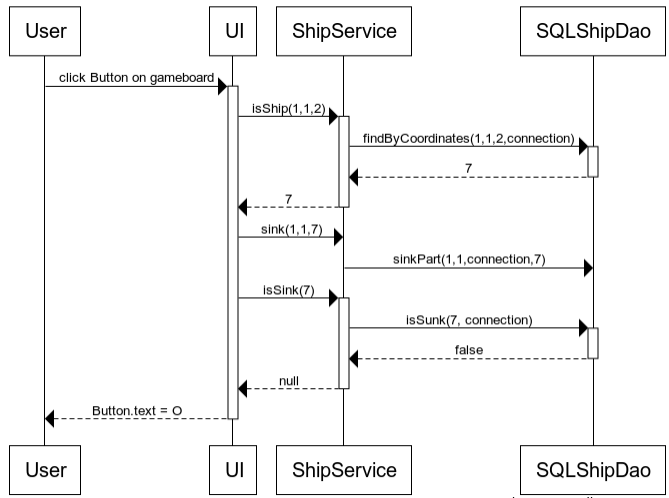 User UI ShipService SQLShipDao
click Button on gameboard
isShip(1,1,2)
findByCoordinates(1,1,2,connection)
7
7
sink(1,1,7)
sinkPart(1,1,connection,7)
isSink(7)
isSunk(7, connection)
false
null
Button.text = O
User UI ShipService SQLShipDao